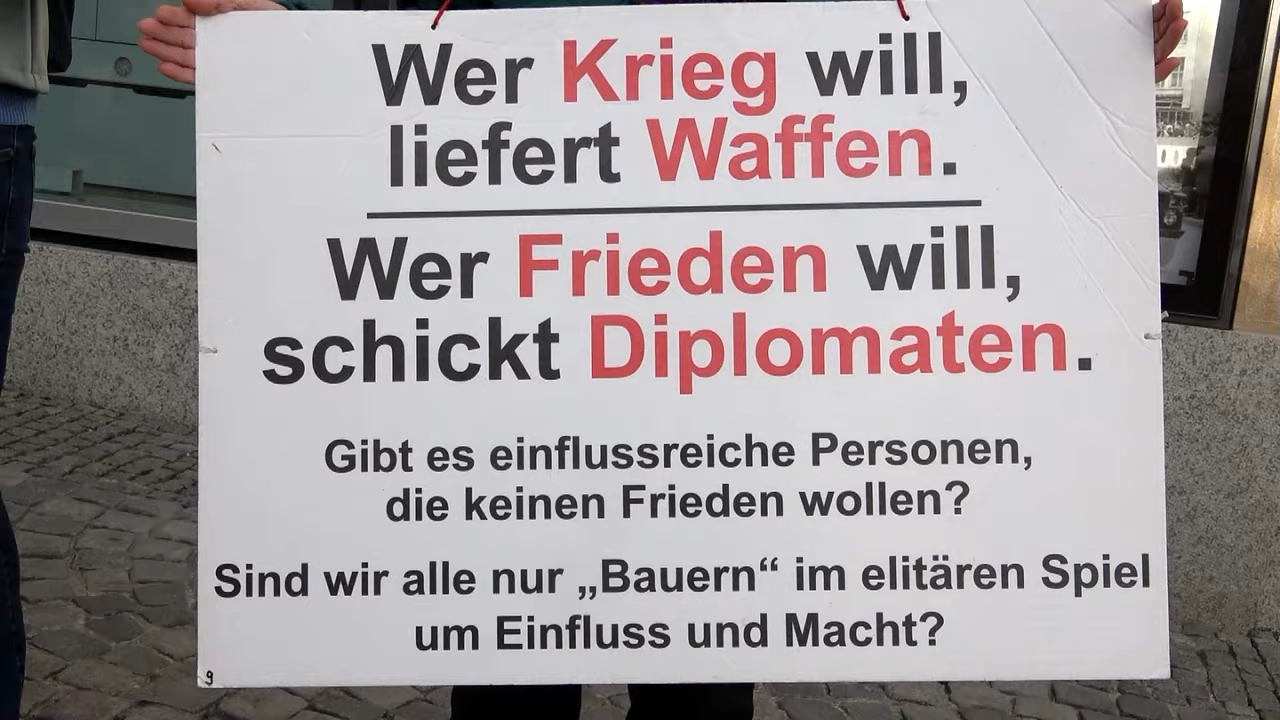 Wer Krieg will,
liefert Waffen.
Wer Frieden will,
schickt Diplomaten.
Gibt es einflussreiche Personen,
die keinen Frieden wollen?
Sind wir alle nur „Bauern“ im elitären Spiel
um Einfluss und Macht?
9